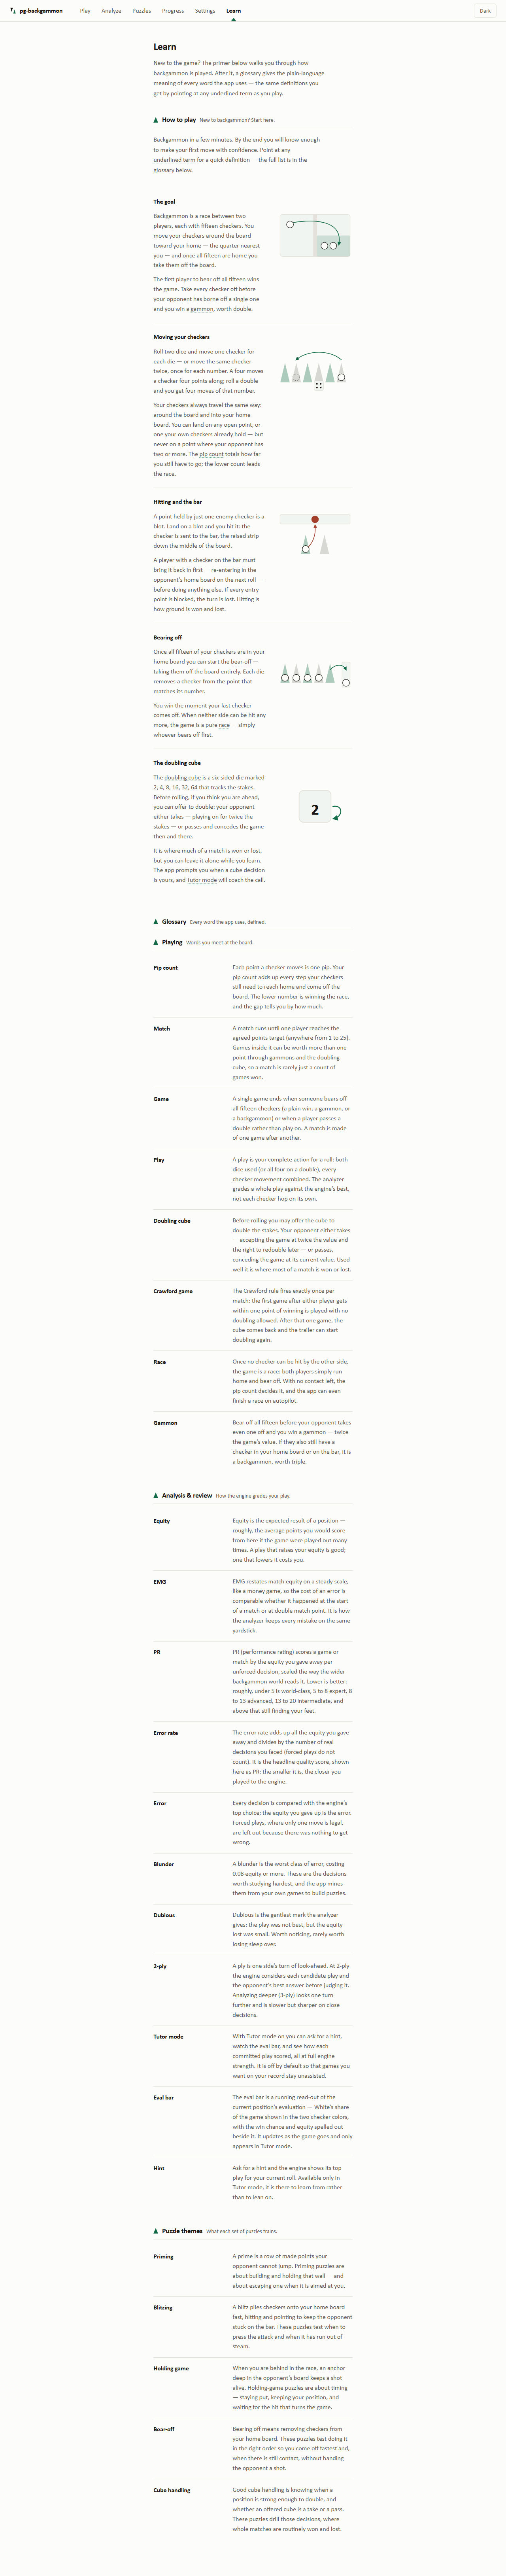 pg-backgammon
Play
Analyze
Puzzles
Progress
Settings
Learn
Dark
Learn
New to the game? The primer below walks you through how
backgammon is played. After it, a glossary gives the plain-language
meaning of every word the app uses — the same definitions you
get by pointing at any underlined term as you play.
How to play New to backgammon? Start here.
Backgammon in a few minutes. By the end you will know enough
to make your first move with confidence. Point at any
underlined term for a quick definition — the full list is in the
glossary below.
The goal
Backgammon is a race between two
players, each with fifteen checkers. You
move your checkers around the board
toward your home — the quarter nearest
you — and once all fifteen are home you
take them off the board.
The first player to bear off all fifteen wins
the game. Take every checker off before
your opponent has borne off a single one
and you win a gammon, worth double.
Moving your checkers
Roll two dice and move one checker for
each die — or move the same checker
twice, once for each number. A four moves
a checker four points along; roll a double
and you get four moves of that number.
Your checkers always travel the same way:
around the board and into your home
board. You can land on any open point, or
one your own checkers already hold — but
never on a point where your opponent has
two or more. The pip count totals how far
you still have to go; the lower count leads
the race.
Hitting and the bar
A point held by just one enemy checker is a
blot. Land on a blot and you hit it: the
checker is sent to the bar, the raised strip
down the middle of the board.
A player with a checker on the bar must
bring it back in first — re-entering in the
opponent's home board on the next roll —
before doing anything else. If every entry
point is blocked, the turn is lost. Hitting is
how ground is won and lost.
Bearing off
Once all fifteen of your checkers are in your
home board you can start the bear-off —
taking them off the board entirely. Each die
removes a checker from the point that
matches its number.
You win the moment your last checker
comes off. When neither side can be hit any
more, the game is a pure race — simply
whoever bears off first.
The doubling cube
The doubling cube is a six-sided die marked
2, 4, 8, 16, 32, 64 that tracks the stakes.
Before rolling, if you think you are ahead,
you can offer to double: your opponent
either takes — playing on for twice the
stakes — or passes and concedes the game
then and there.
2
It is where much of a match is won or lost,
but you can leave it alone while you learn.
The app prompts you when a cube decision
is yours, and Tutor mode will coach the call.
Glossary Every word the app uses, defined.
Playing Words you meet at the board.
Pip count
Each point a checker moves is one pip. Your
pip count adds up every step your checkers
still need to reach home and come off the
board. The lower number is winning the race,
and the gap tells you by how much.
Match
A match runs until one player reaches the
agreed points target (anywhere from 1 to 25).
Games inside it can be worth more than one
point through gammons and the doubling
cube, so a match is rarely just a count of
games won.
Game
A single game ends when someone bears off
all fifteen checkers (a plain win, a gammon, or
a backgammon) or when a player passes a
double rather than play on. A match is made
of one game after another.
Play
A play is your complete action for a roll: both
dice used (or all four on a double), every
checker movement combined. The analyzer
grades a whole play against the engine's best,
not each checker hop on its own.
Doubling cube
Before rolling you may offer the cube to
double the stakes. Your opponent either takes
— accepting the game at twice the value and
the right to redouble later — or passes,
conceding the game at its current value. Used
well it is where most of a match is won or lost.
Crawford game
The Crawford rule fires exactly once per
match: the first game after either player gets
within one point of winning is played with no
doubling allowed. After that one game, the
cube comes back and the trailer can start
doubling again.
Race
Once no checker can be hit by the other side,
the game is a race: both players simply run
home and bear off. With no contact left, the
pip count decides it, and the app can even
finish a race on autopilot.
Gammon
Bear off all fifteen before your opponent takes
even one off and you win a gammon — twice
the game's value. If they also still have a
checker in your home board or on the bar, it is
a backgammon, worth triple.
Analysis & review How the engine grades your play.
Equity
Equity is the expected result of a position —
roughly, the average points you would score
from here if the game were played out many
times. A play that raises your equity is good;
one that lowers it costs you.
EMG
EMG restates match equity on a steady scale,
like a money game, so the cost of an error is
comparable whether it happened at the start
of a match or at double match point. It is how
the analyzer keeps every mistake on the same
yardstick.
PR
PR (performance rating) scores a game or
match by the equity you gave away per
unforced decision, scaled the way the wider
backgammon world reads it. Lower is better:
roughly, under 5 is world-class, 5 to 8 expert, 8
to 13 advanced, 13 to 20 intermediate, and
above that still finding your feet.
Error rate
The error rate adds up all the equity you gave
away and divides by the number of real
decisions you faced (forced plays do not
count). It is the headline quality score, shown
here as PR: the smaller it is, the closer you
played to the engine.
Error
Every decision is compared with the engine's
top choice; the equity you gave up is the error.
Forced plays, where only one move is legal,
are left out because there was nothing to get
wrong.
Blunder
A blunder is the worst class of error, costing
0.08 equity or more. These are the decisions
worth studying hardest, and the app mines
them from your own games to build puzzles.
Dubious
Dubious is the gentlest mark the analyzer
gives: the play was not best, but the equity
lost was small. Worth noticing, rarely worth
losing sleep over.
2-ply
A ply is one side's turn of look-ahead. At 2-ply
the engine considers each candidate play and
the opponent's best answer before judging it.
Analyzing deeper (3-ply) looks one turn
further and is slower but sharper on close
decisions.
Tutor mode
With Tutor mode on you can ask for a hint,
watch the eval bar, and see how each
committed play scored, all at full engine
strength. It is off by default so that games you
want on your record stay unassisted.
Eval bar
The eval bar is a running read-out of the
current position's evaluation — White's share
of the game shown in the two checker colors,
with the win chance and equity spelled out
beside it. It updates as the game goes and only
appears in Tutor mode.
Hint
Ask for a hint and the engine shows its top
play for your current roll. Available only in
Tutor mode, it is there to learn from rather
than to lean on.
Puzzle themes What each set of puzzles trains.
Priming
A prime is a row of made points your
opponent cannot jump. Priming puzzles are
about building and holding that wall — and
about escaping one when it is aimed at you.
Blitzing
A blitz piles checkers onto your home board
fast, hitting and pointing to keep the opponent
stuck on the bar. These puzzles test when to
press the attack and when it has run out of
steam.
Holding game
When you are behind in the race, an anchor
deep in the opponent's board keeps a shot
alive. Holding-game puzzles are about timing
— staying put, keeping your position, and
waiting for the hit that turns the game.
Bear-off
Bearing off means removing checkers from
your home board. These puzzles test doing it
in the right order so you come off fastest and,
when there is still contact, without handing
the opponent a shot.
Cube handling
Good cube handling is knowing when a
position is strong enough to double, and
whether an offered cube is a take or a pass.
These puzzles drill those decisions, where
whole matches are routinely won and lost.